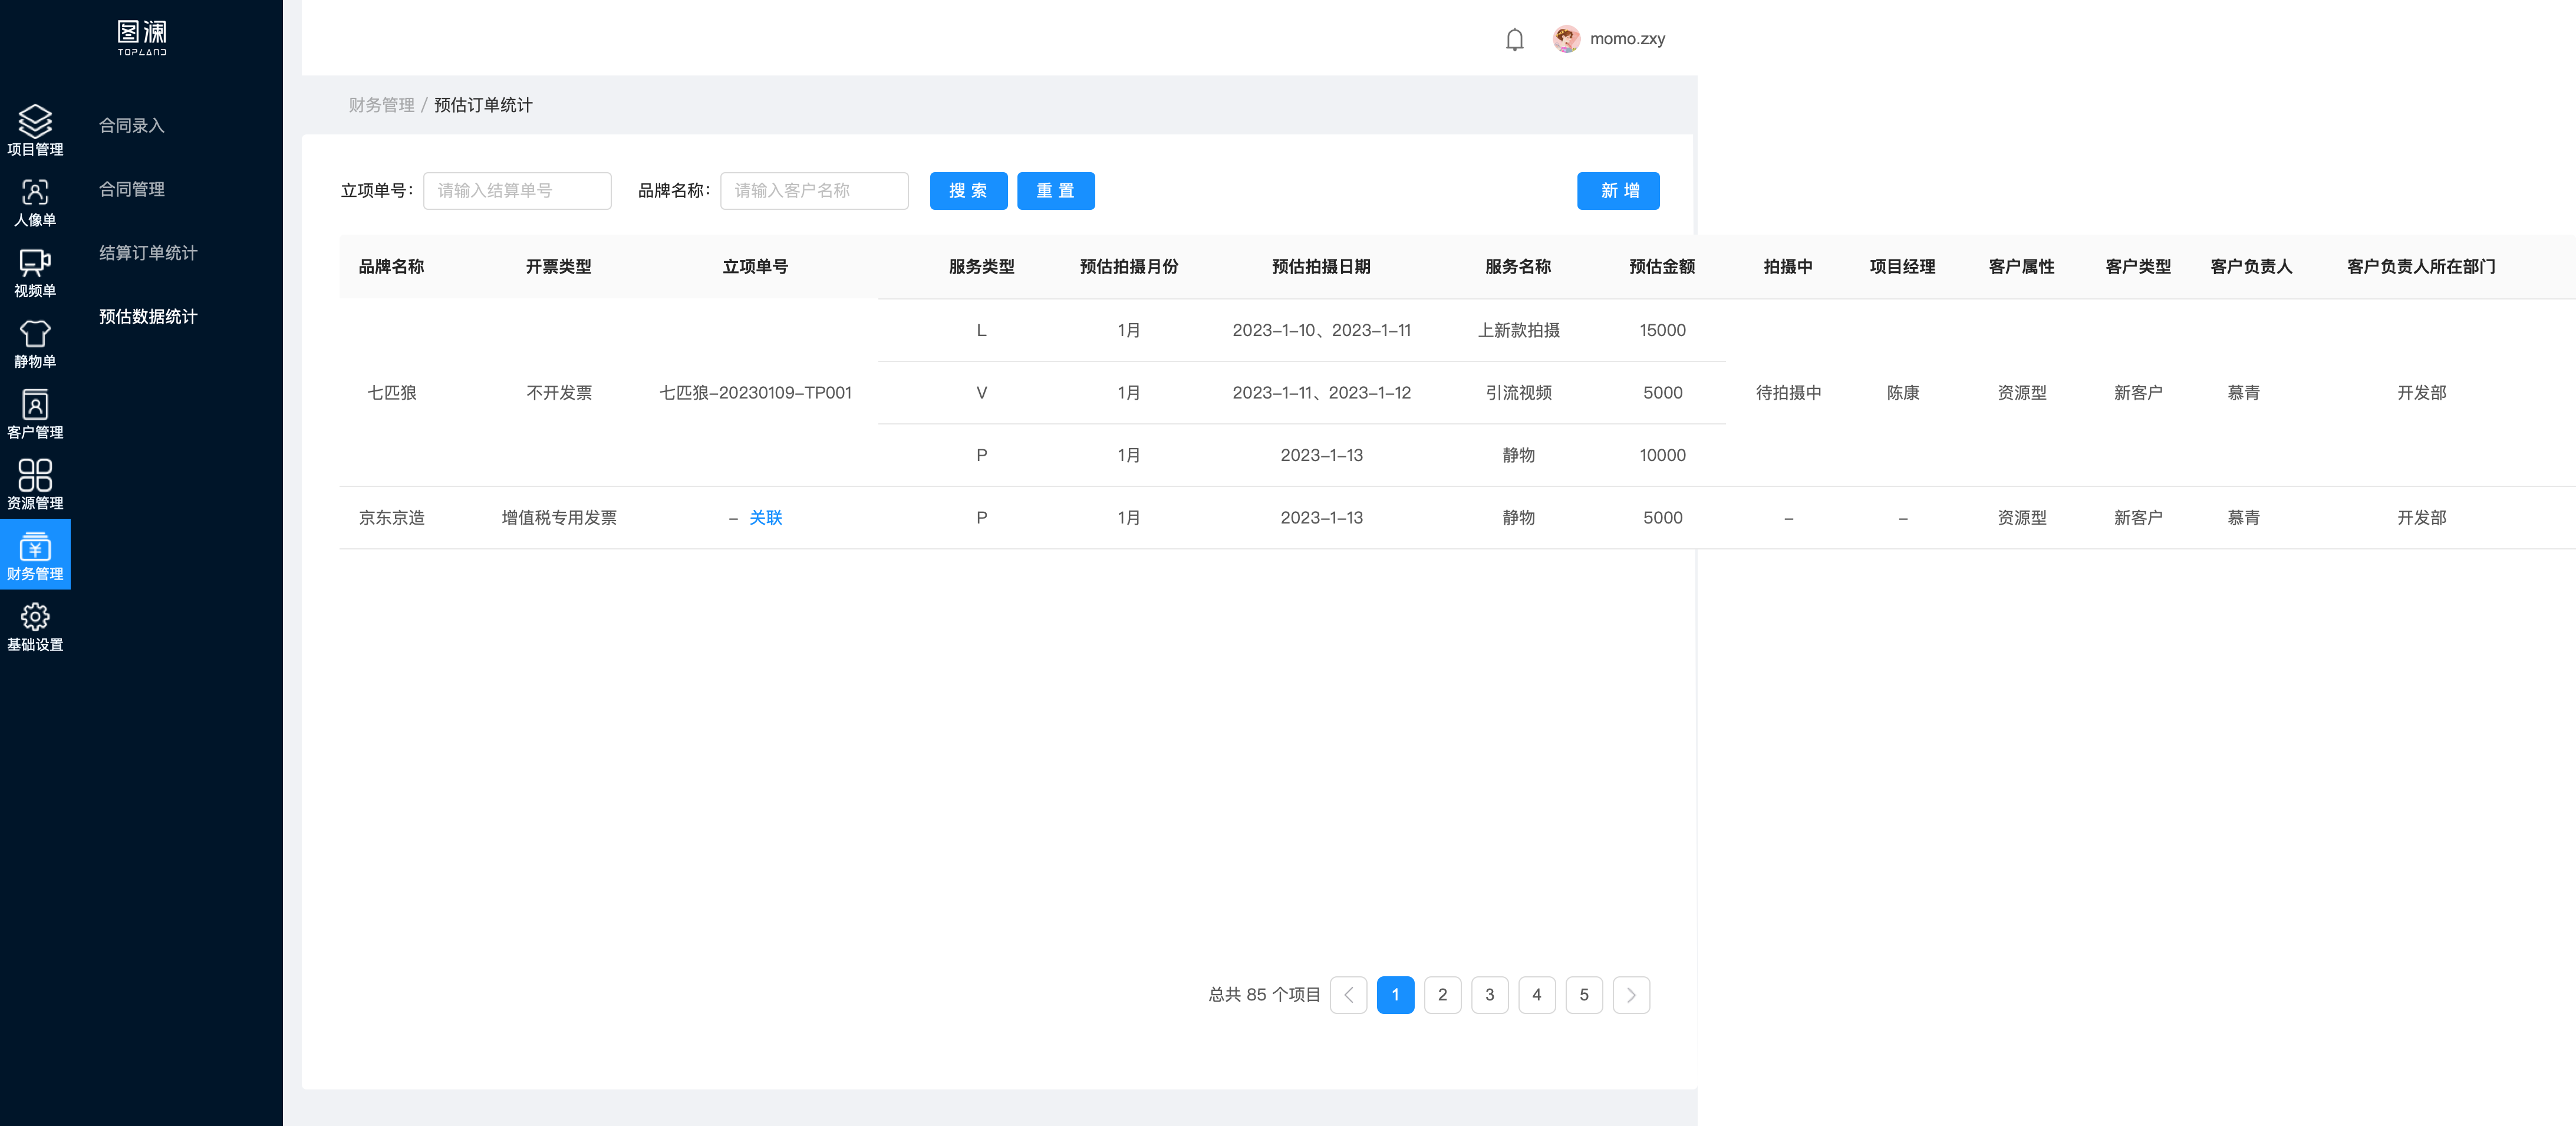 图澜
TOPLAND
momo.zxy
项目管理
人像单
视频单
静物单
客户管理
资源管理
财务管理
基础设置
合同录入
合同管理
结算订单统计
预估数据统计
财务管理 / 预估订单统计
立项单号: 请输入结算单号 品牌名称: 请输入客户名称 搜 索 重 置 新 增
品牌名称 开票类型 立项单号 服务类型 预估拍摄月份 预估拍摄日期 服务名称 预估金额 拍摄中 项目经理 客户属性 客户类型 客户负责人 客户负责人所在部门
L 1月 2023-1-10、2023-1-11 上新款拍摄 15000
七匹狼 不开发票 七匹狼-20230109-TP001 V 1月 2023-1-11、2023-1-12 引流视频 5000 待拍摄中 陈康 资源型 新客户 慕青 开发部
P 1月 2023-1-13 静物 10000
京东京造 增值税专用发票 - 关联 P 1月 2023-1-13 静物 5000 - - 资源型 新客户 慕青 开发部
总共 85 个项目 1 2 3 4 5